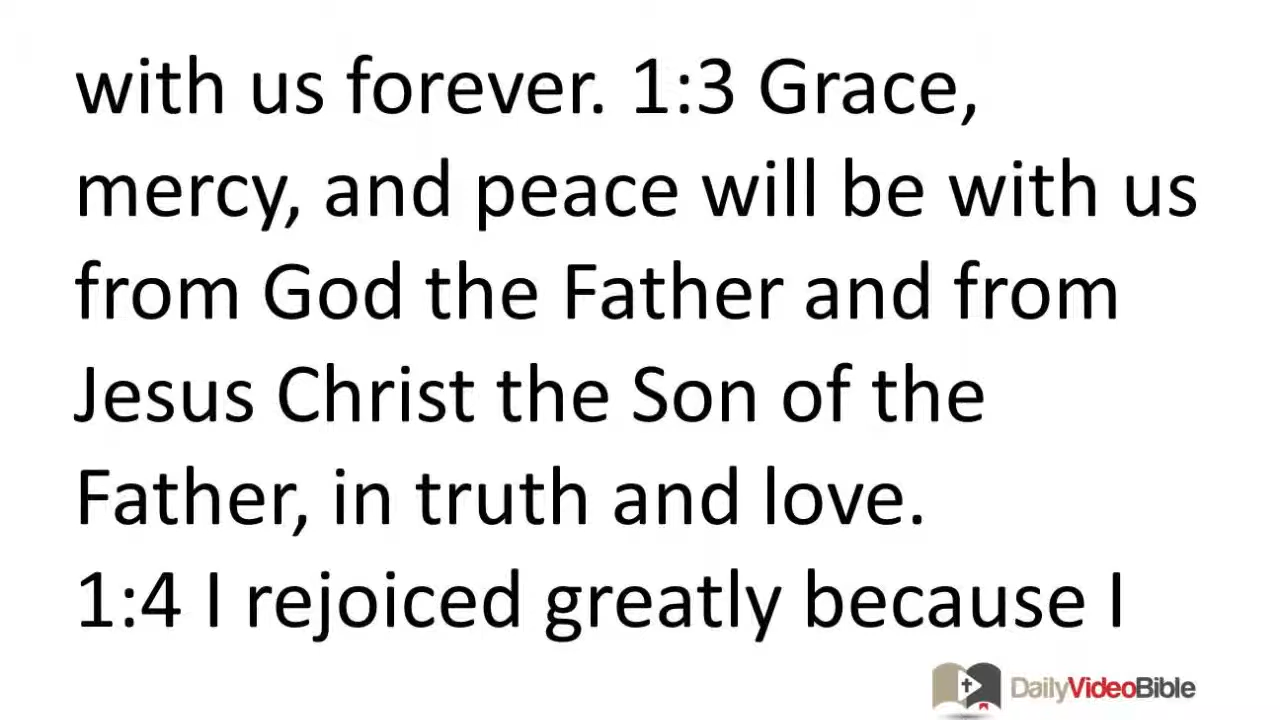 with us forever. 1:3 Grace,
mercy, and peace will be with us
from God the Father and from
Jesus Christ the Son of the
Father, in truth and love.
1:4 I rejoiced greatly because I
DailyVideoBible